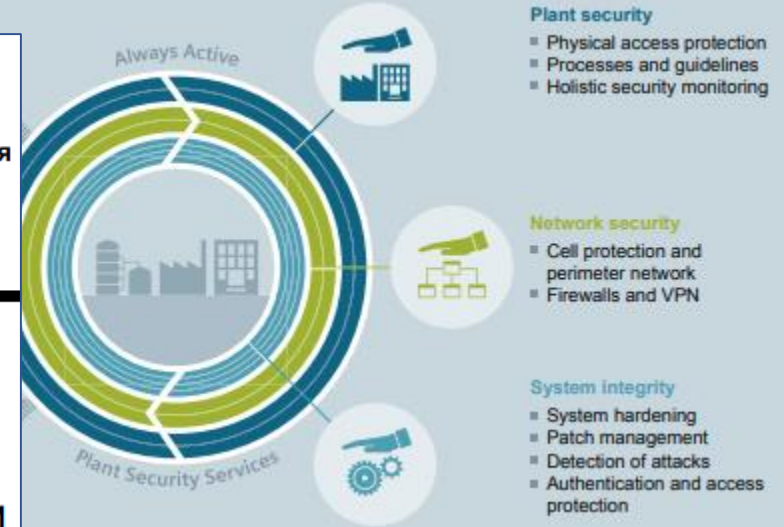 я
и
Always Active
Plant Security Services
Plant security
Physical access protection
Processes and guidelines
Holistic security monitoring
Network security
Cell protection and
perimeter network
Firewalls and VPN
System integrity
System hardening
Patch management
Detection of attacks
Authentication and access
protection